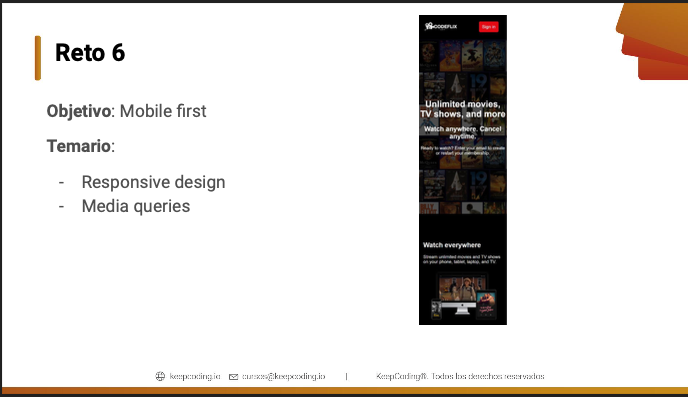 Reto 6
Objetivo: Mobile first
Temario:
- Responsive design
- Media queries
KEEPCODEFLIX
Sign in
Unlimited movies,
TV shows, and more
Watch anywhere. Cancel
anytime.
Ready to watch? Enter your email to create
or restart your membership.
Watch everywhere
Stream unlimited movies and TV shows
on your phone, tablet, laptop, and TV.
keepcoding.io cursos@keepcoding.io | KeepCoding®. Todos los derechos reservados